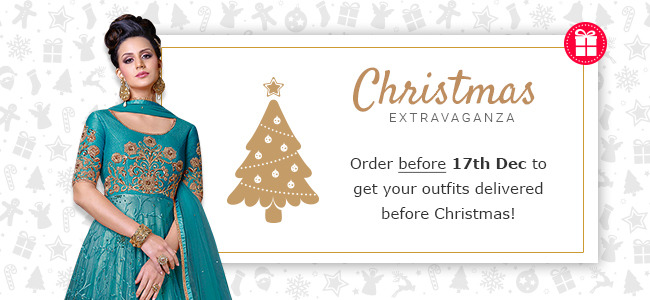 Christmas
EXTRAVAGANZA
Order before 17th Dec to
get your outfits delivered
before Christmas!